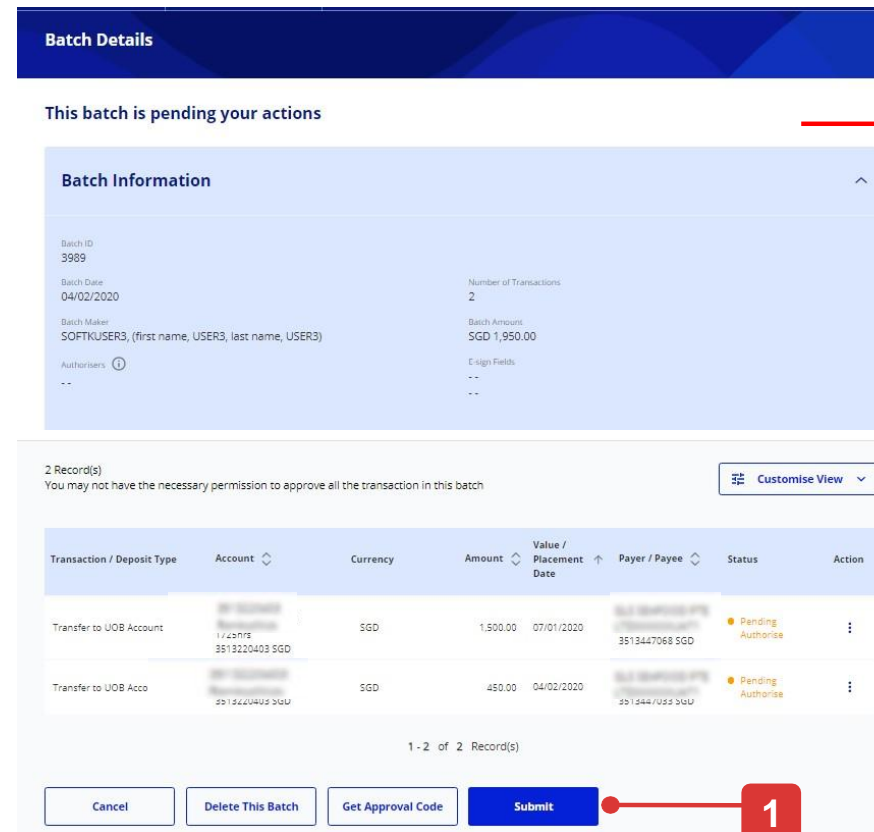 Batch Details
This batch is pending your actions
Batch Information
Batch ID
3989
Batch Date
04/02/2020
Number of Transactions
2
Batch Maker
SOFTKUSER3, (first name, USER3, last name, USER3)
Batch Amount
SGD 1,950.00
Authorisers
- -
E-sign Fields
- -
- -
2 Record(s)
You may not have the necessary permission to approve all the transaction in this batch
Customise View
Transaction / Deposit Type Account Currency Amount Value / Placement Date Payer / Payee Status Action
Transfer to UOB Account 1725hrs 3513220403 SGD SGD 1,500.00 07/01/2020 3513447068 SGD Pending Authorise
Transfer to UOB Acco 3513220403 SGD SGD 450.00 04/02/2020 3513447033 SGD Pending Authorise
1 - 2 of 2 Record(s)
Cancel Delete This Batch Get Approval Code Submit 1